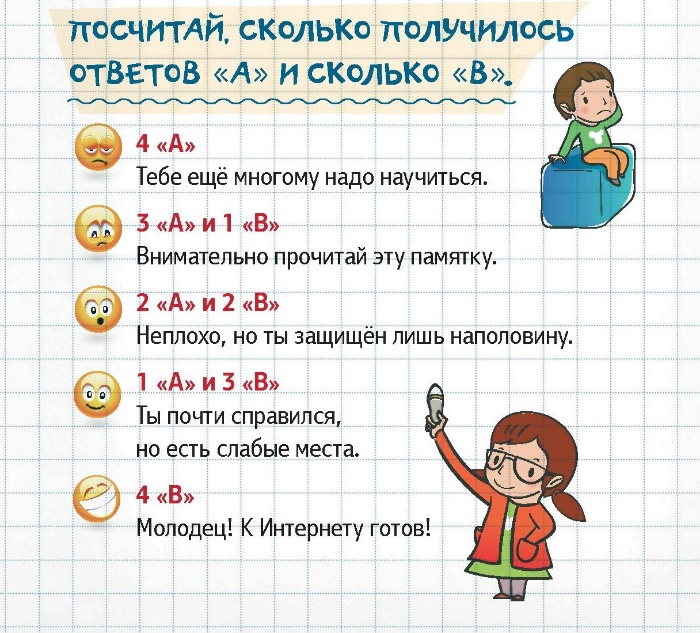 ПОСЧИТАЙ, СКОЛЬКО ПОЛУЧИЛОСЬ
ОТВЕТОВ «А» И СКОЛЬКО «В».
4 «А»
Тебе ещё многому надо научиться.
3 «А» и 1 «В»
Внимательно прочитай эту памятку.
2 «А» и 2 «В»
Неплохо, но ты защищён лишь наполовину.
1 «А» и 3 «В»
Ты почти справился,
но есть слабые места.
4 «В»
Молодец! К Интернету готов!